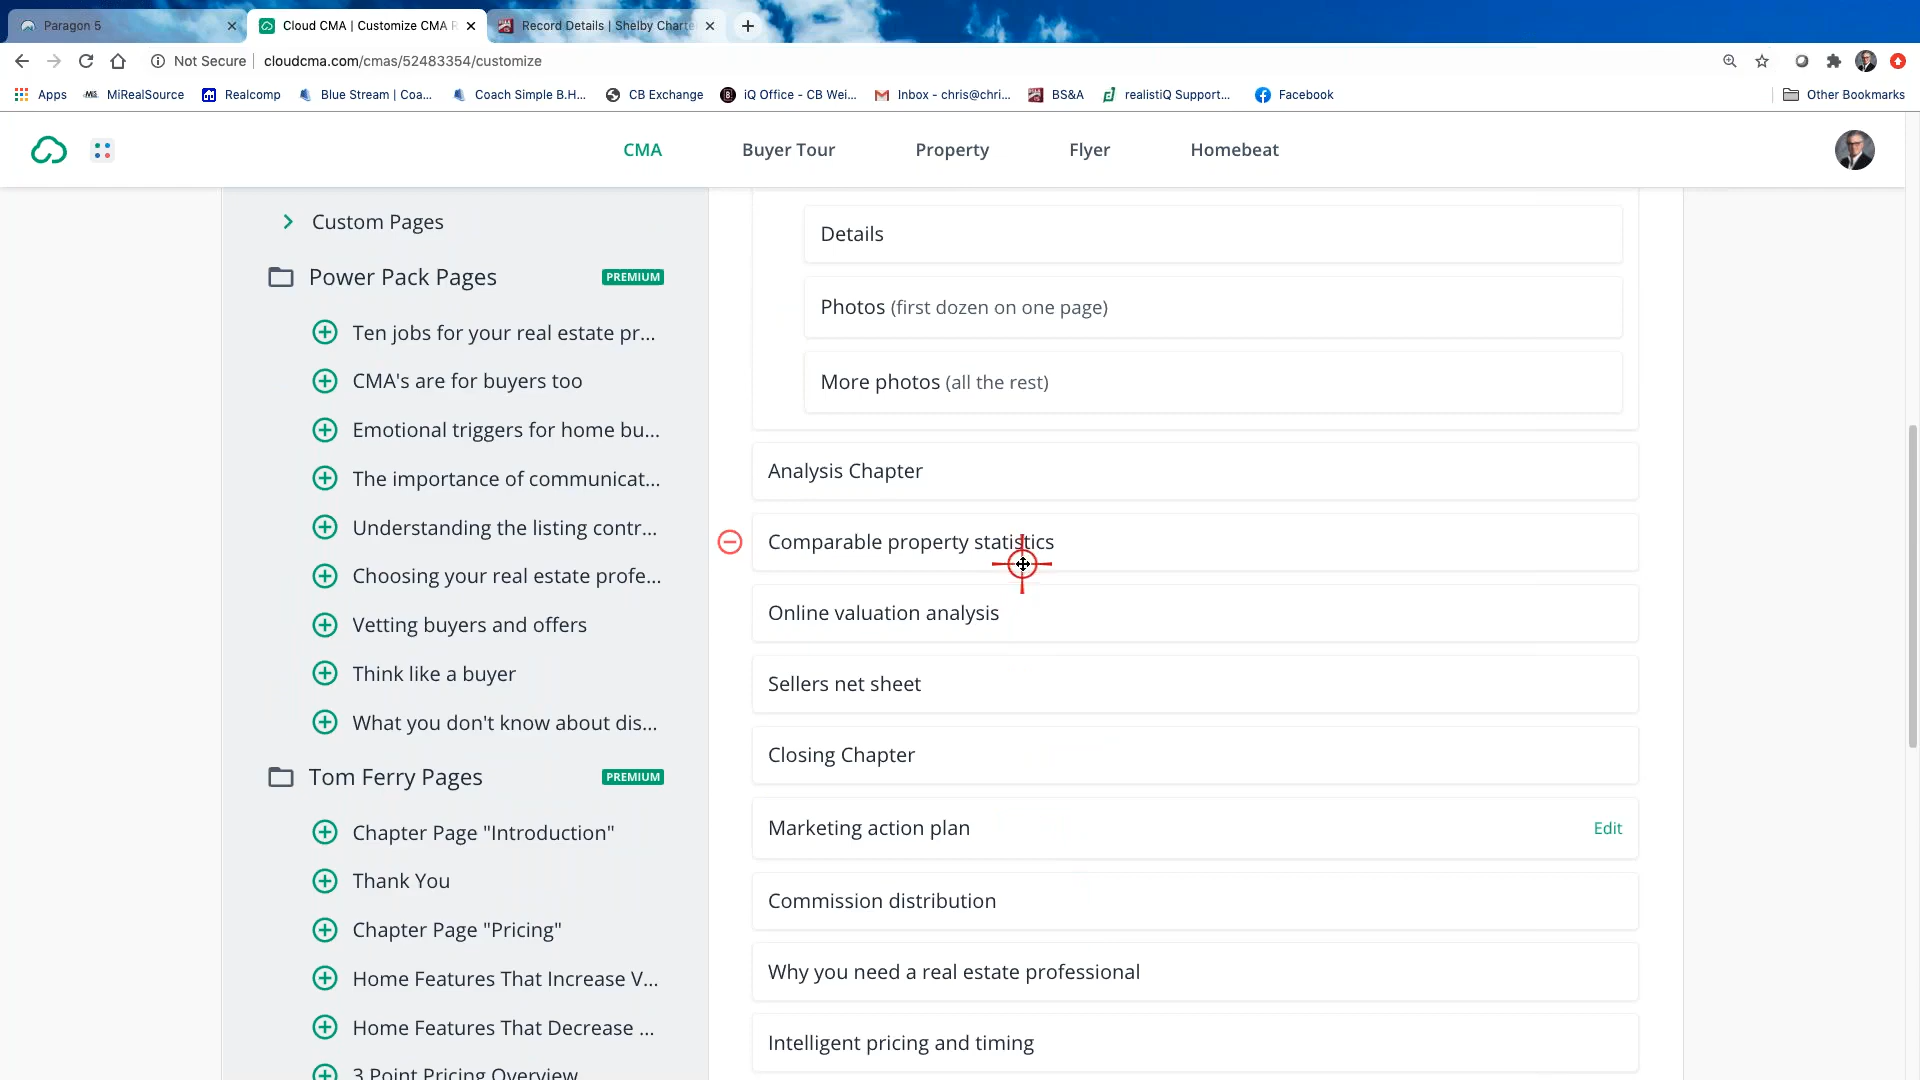 Paragon 5
Cloud CMA | Customize CMA R
Record Details | Shelby Charte
Not Secure
cloudcma.com/cmas/52483354/customize
Apps
MiRealSource
Realcomp
Blue Stream | Coa...
Coach Simple B.H...
CB Exchange
iQ Office - CB Wei...
Inbox - chris@chri...
BS&A
realistiQ Support...
Facebook
Other Bookmarks
CMA
Buyer Tour
Property
Flyer
Homebeat
Custom Pages
Power Pack Pages
PREMIUM
Ten jobs for your real estate pr...
CMA's are for buyers too
Emotional triggers for home bu...
The importance of communicat...
Understanding the listing contr...
Choosing your real estate profe...
Vetting buyers and offers
Think like a buyer
What you don't know about dis...
Tom Ferry Pages
PREMIUM
Chapter Page "Introduction"
Thank You
Chapter Page "Pricing"
Home Features That Increase V...
Home Features That Decrease ...
3 Point Pricing Overview
Details
Photos (first dozen on one page)
More photos (all the rest)
Analysis Chapter
Comparable property statistics
Online valuation analysis
Sellers net sheet
Closing Chapter
Marketing action plan
Edit
Commission distribution
Why you need a real estate professional
Intelligent pricing and timing